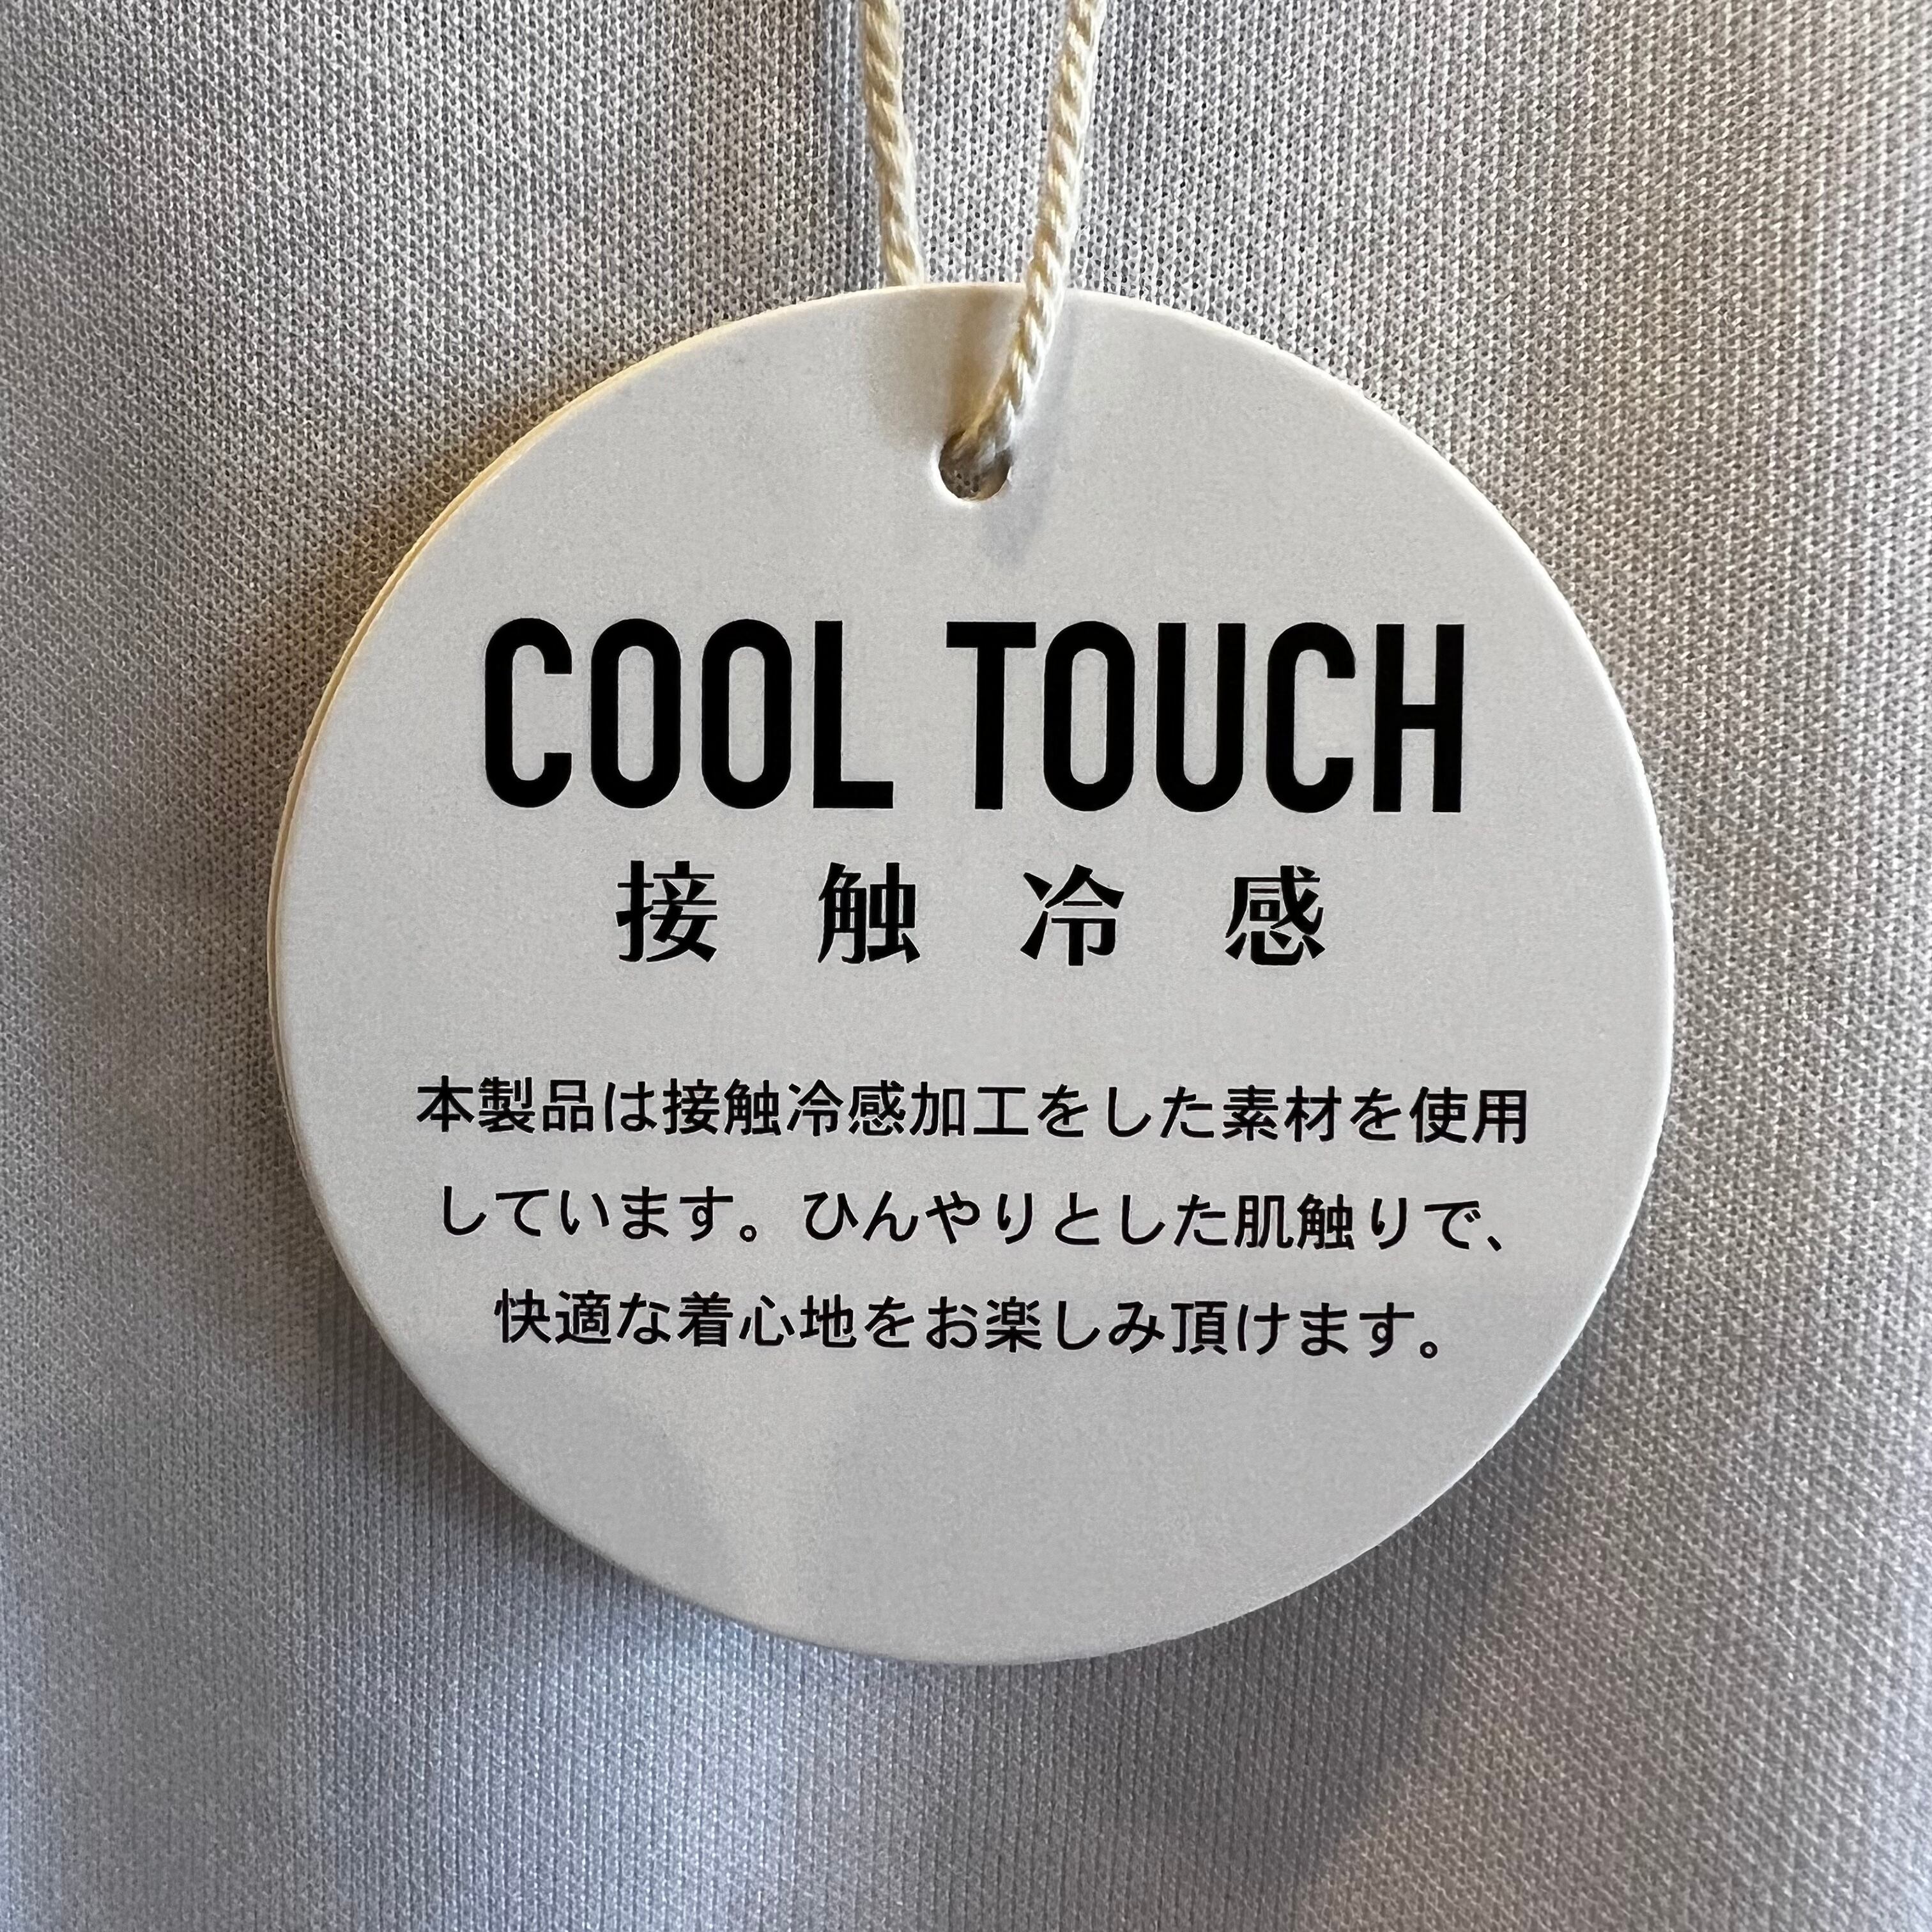 COOL TOUCH
接触冷感
本製品は接触冷感加工をした素材を使用
しています。ひんやりとした肌触りで、
快適な着心地をお楽しみ頂けます。